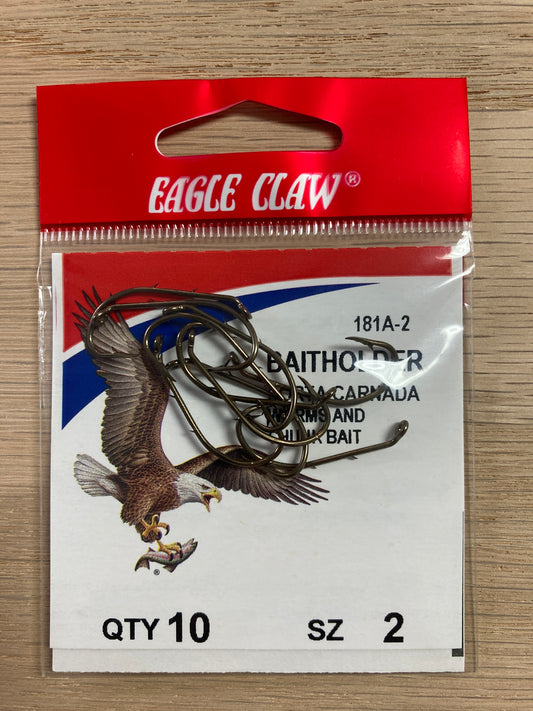 EAGLE CLAW®
181A-2
BAITHOLDER
CARNADA
WORMS AND
BAIT
®
QTY 10
SZ 2